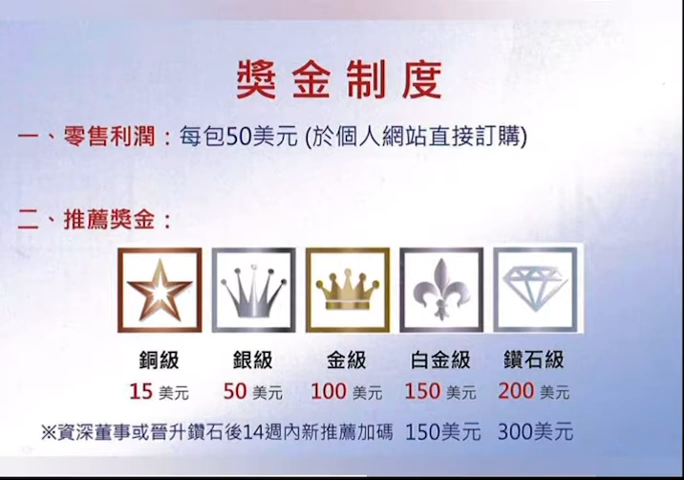 獎金制度
一、零售利潤：每包50美元 (於個人網站直接訂購)
二、推薦獎金：
銅級 銀級 金級 白金級 鑽石級
15 美元 50 美元 100 美元 150 美元 200 美元
※資深董事或晉升鑽石後14週內新推薦加碼 150美元 300美元